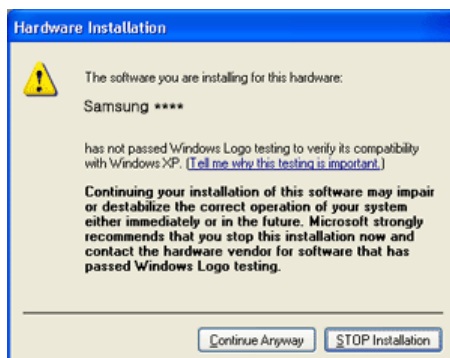 Hardware Installation
The software you are installing for this hardware:
Samsung ****
has not passed Windows Logo testing to verify its compatibility
with Windows XP. (Tell me why this testing is important.)
Continuing your installation of this software may impair
or destabilize the correct operation of your system
either immediately or in the future. Microsoft strongly
recommends that you stop this installation now and
contact the hardware vendor for software that has
passed Windows Logo testing.
Continue Anyway
STOP Installation